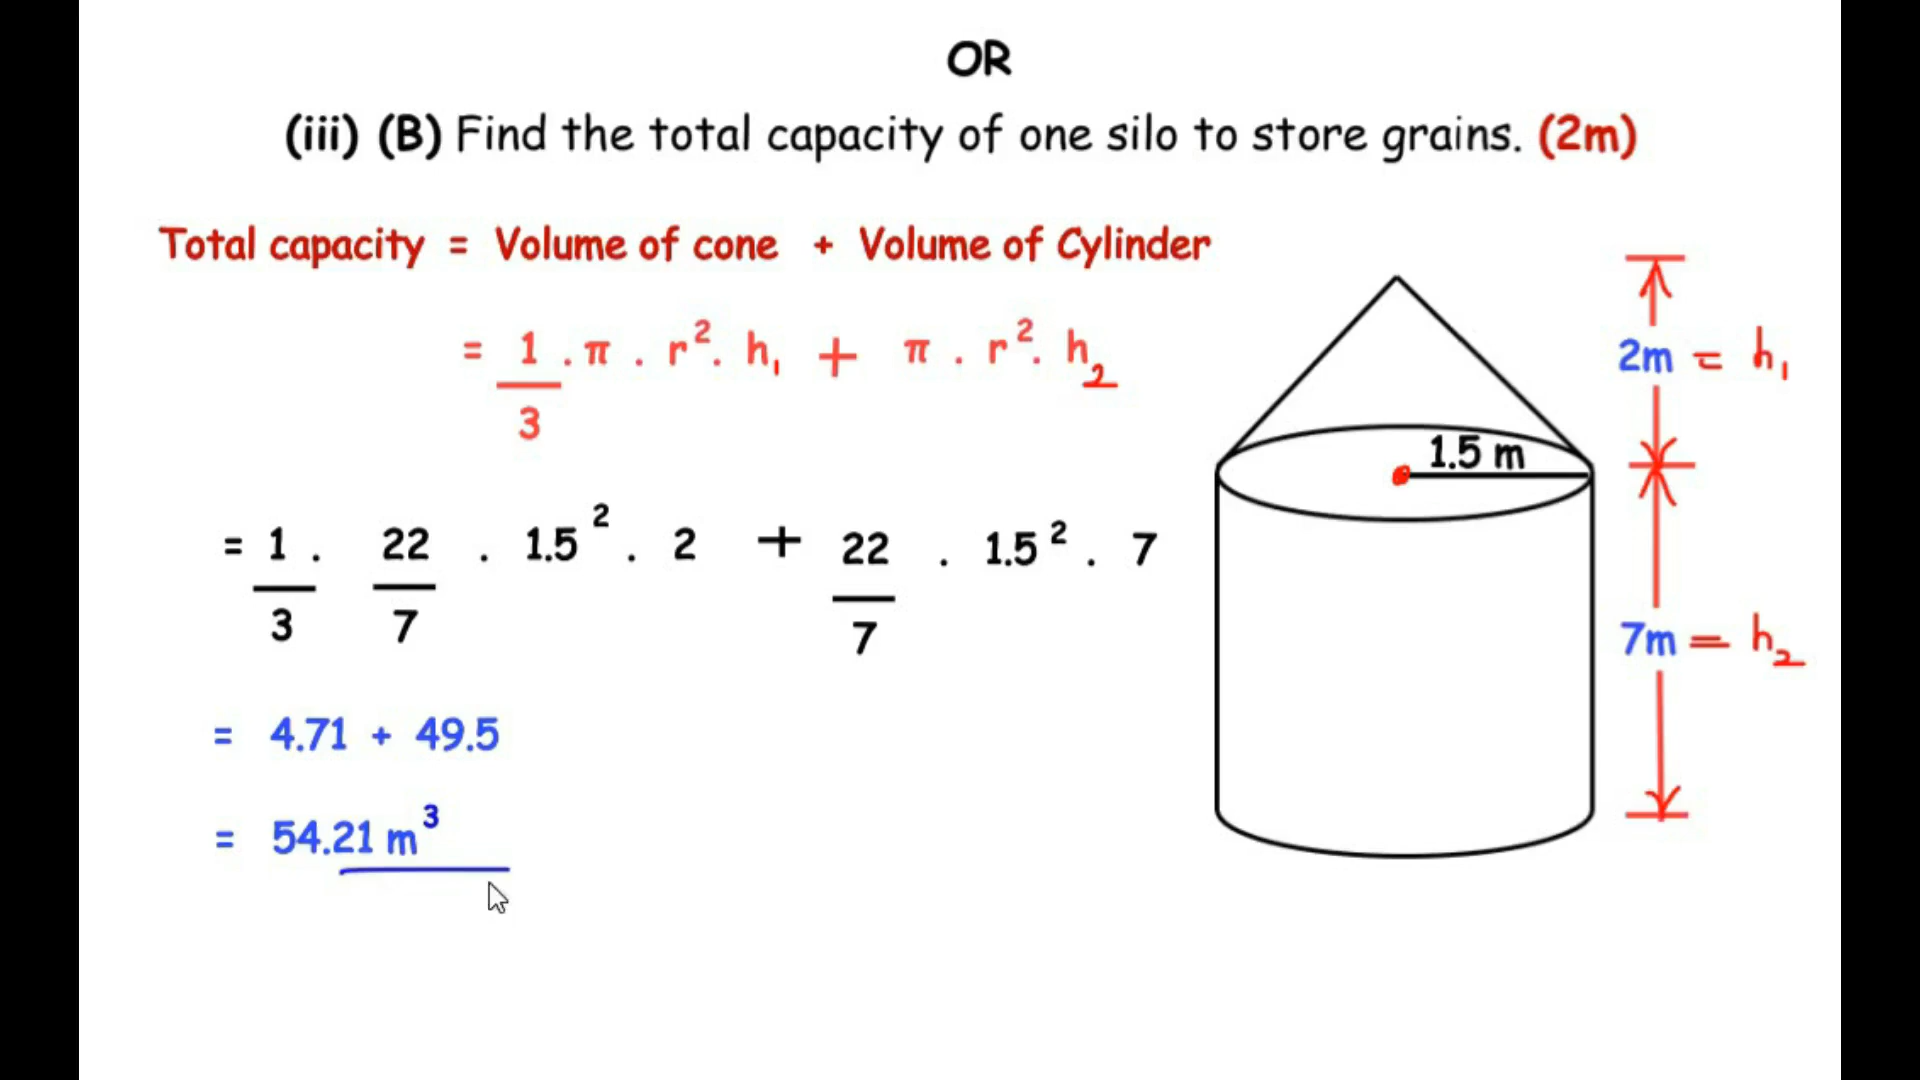 OR
(iii) (B) Find the total capacity of one silo to store grains. (2m)
Total capacity = Volume of cone + Volume of Cylinder
= 1/3 . π . r². h₁ + π . r². h₂
= 1/3 . 22/7 . 1.5² . 2 + 22/7 . 1.5² . 7
= 4.71 + 49.5
= 54.21 m³
2m = h₁
1.5 m
7m = h₂